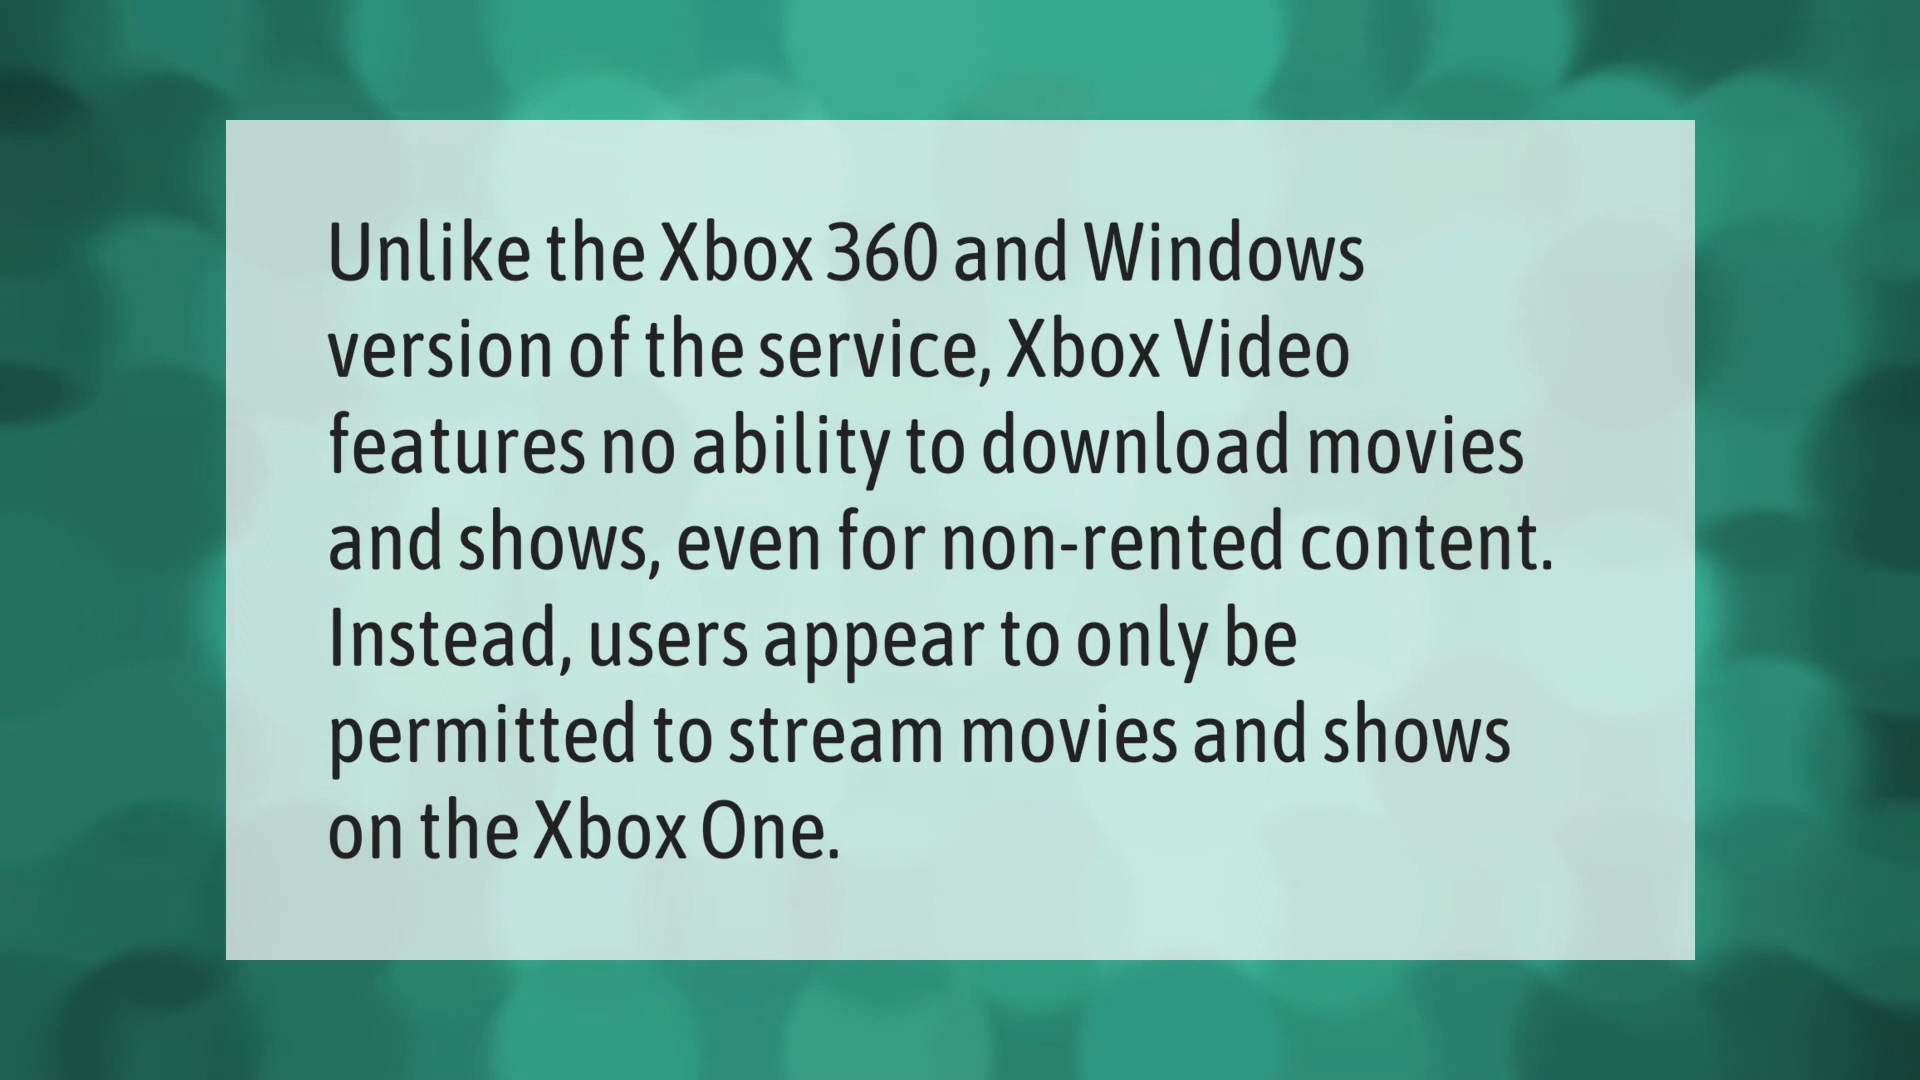 Unlike the Xbox 360 and Windows
version of the service, Xbox Video
features no ability to download movies
and shows, even for non-rented content.
Instead, users appear to only be
permitted to stream movies and shows
on the Xbox One.